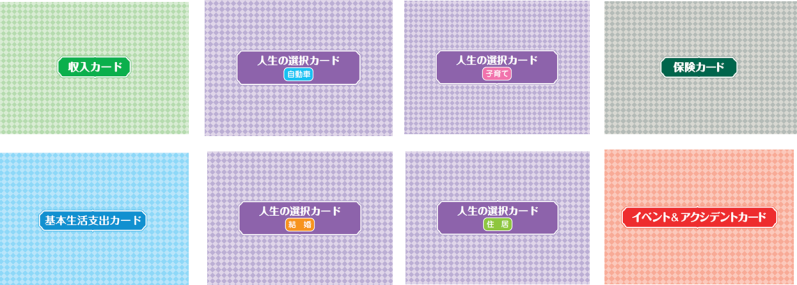 収入カード
人生の選択カード
自動車
人生の選択カード
子育て
保険カード
基本生活支出カード
人生の選択カード
結 婚
人生の選択カード
住 居
イベント&アクシデントカード